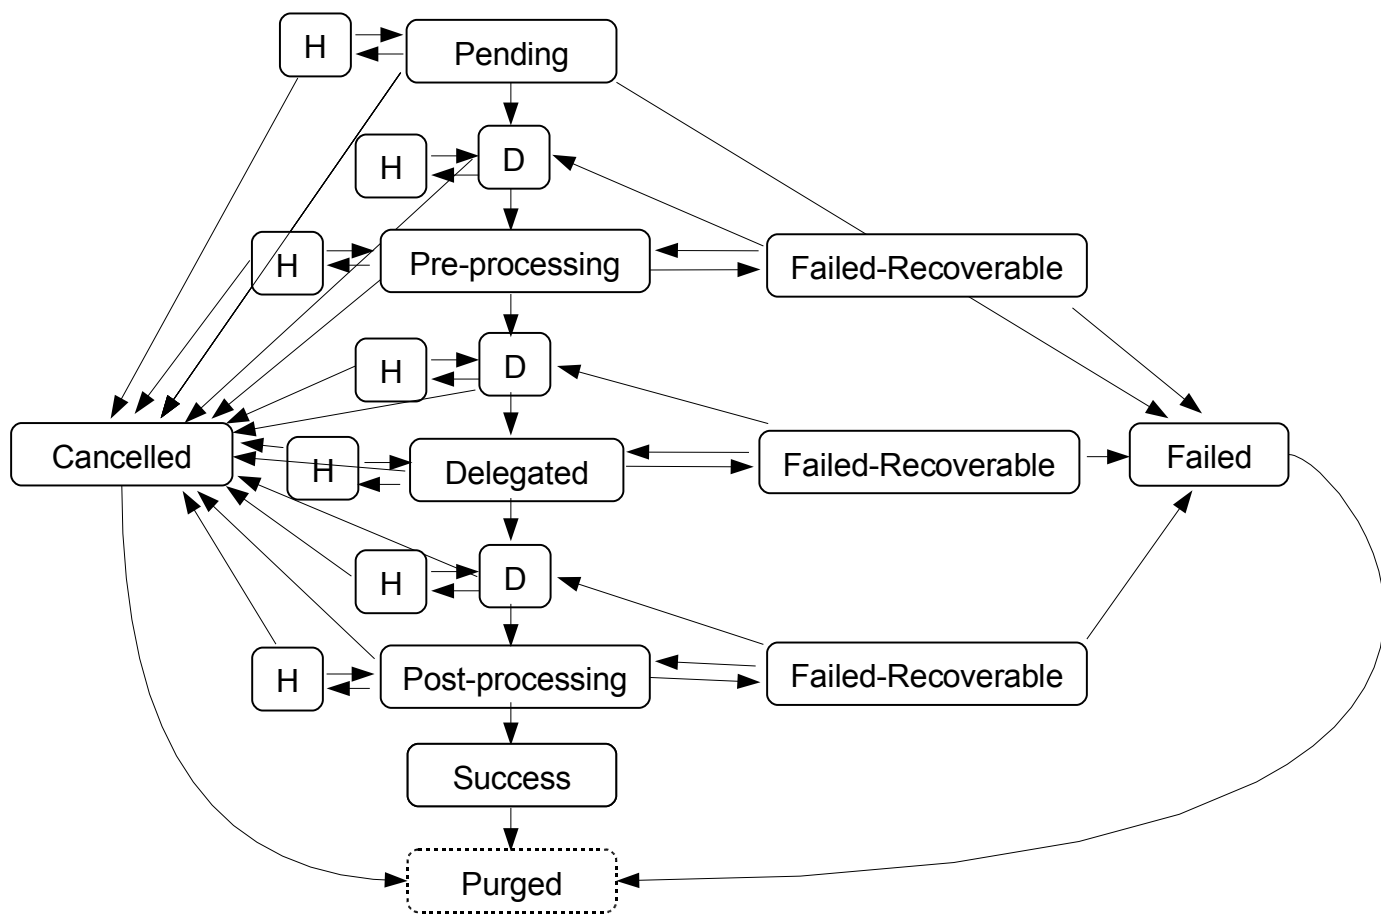 H
Pending
H
D
H
Pre-processing
Failed-Recoverable
H
D
Cancelled
H
Delegated
Failed-Recoverable
Failed
H
D
H
Post-processing
Failed-Recoverable
Success
Purged